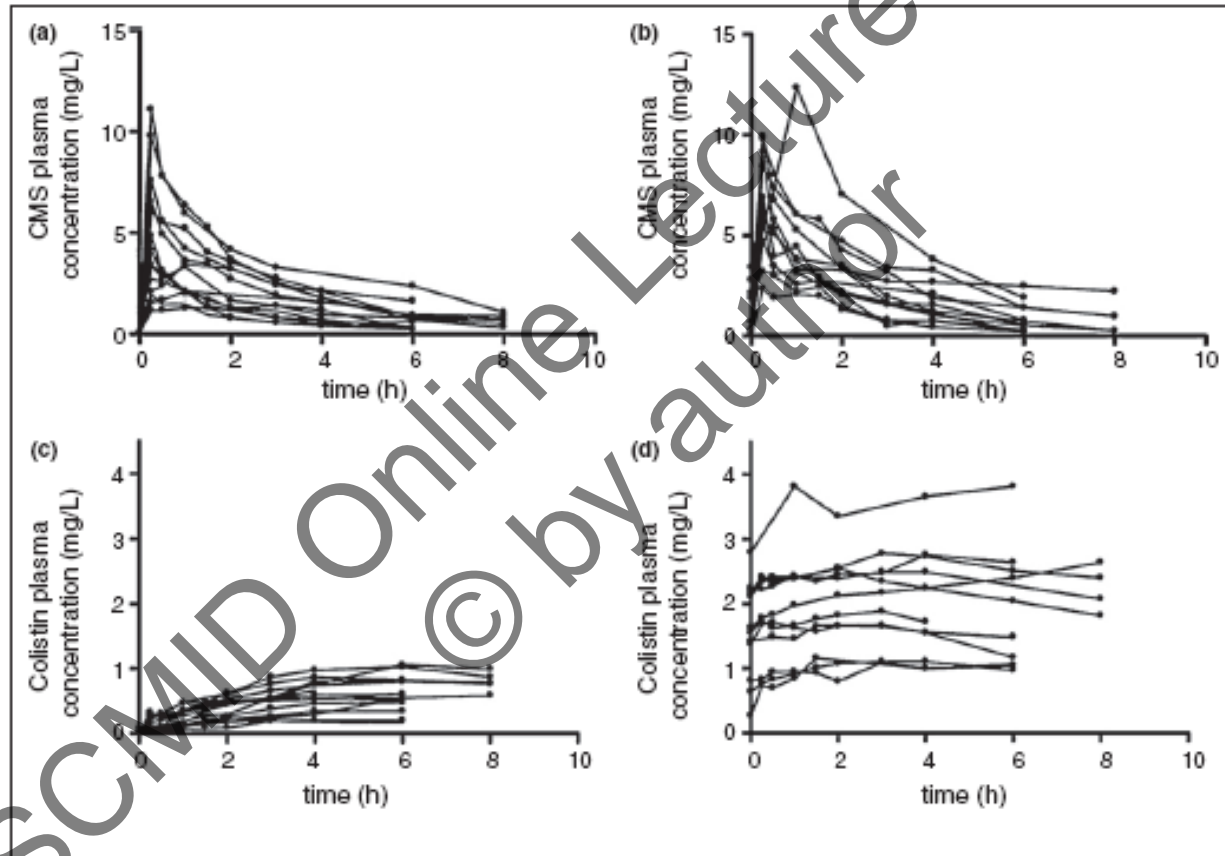 (a)
CMS plasma
concentration (mg/L)
15
10
5
0
0 2 4 6 8 10
time (h)
(b)
CMS plasma
concentration (mg/L)
15
10
5
0
0 2 4 6 8 10
time (h)
(c)
Colistin plasma
concentration (mg/L)
4
3
2
1
0
0 2 4 6 8 10
time (h)
(d)
Colistin plasma
concentration (mg/L)
4
3
2
1
0
0 2 4 6 8 10
time (h)
SCMID Online Lecture
© by author